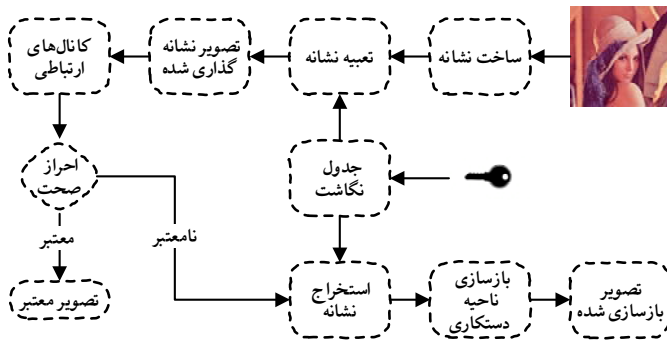 ساخت نشانه
تعبیه نشانه
تصویر نشانه
گذاری شده
کانال‌های
ارتباطی
احراز
صحت
معتبر
تصویر معتبر
نامعتبر
جدول
نگاشت
استخراج
نشانه
بازسازی
ناحیه
دستکاری
تصویر
بازسازی شده